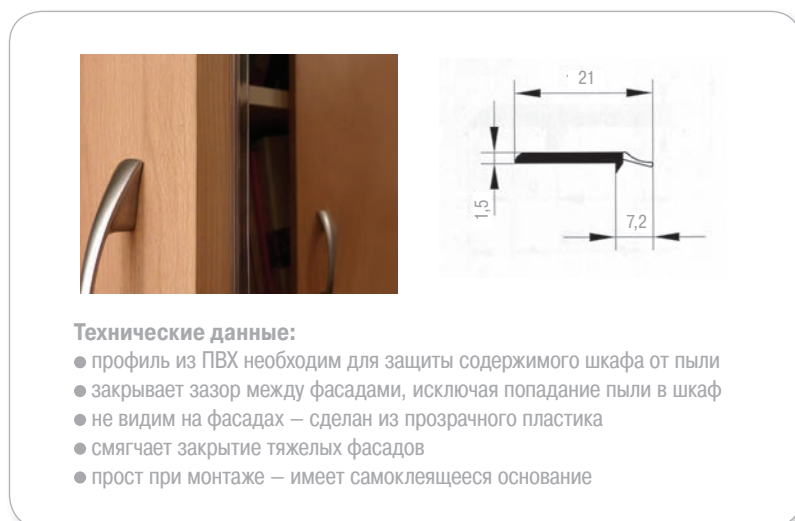 21
1,5
7,2
Технические данные:
● профиль из ПВХ необходим для защиты содержимого шкафа от пыли
● закрывает зазор между фасадами, исключая попадание пыли в шкаф
● не видим на фасадах – сделан из прозрачного пластика
● смягчает закрытие тяжелых фасадов
● прост при монтаже – имеет самоклеящееся основание